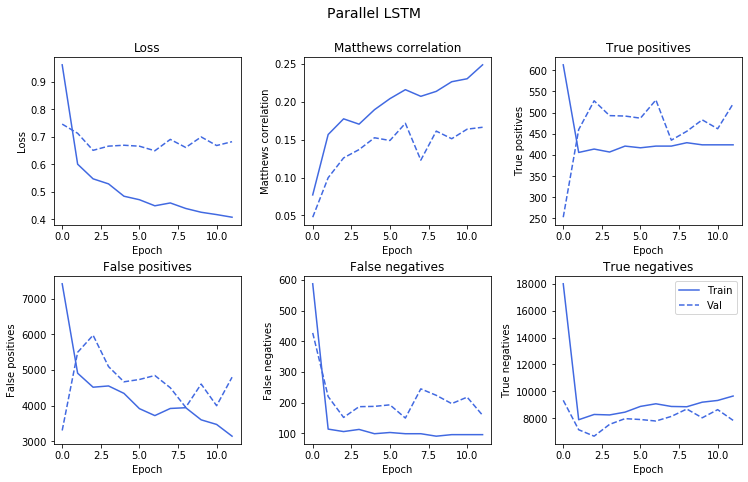 Parallel LSTM
Loss
Matthews correlation
True positives
0.9
0.8
0.7
0.6
0.5
0.4
Loss
0.0 2.5 5.0 7.5 10.0
Epoch
0.25
0.20
0.15
0.10
0.05
Matthews correlation
0.0 2.5 5.0 7.5 10.0
Epoch
600
550
500
450
400
350
300
250
True positives
0.0 2.5 5.0 7.5 10.0
Epoch
False positives
False negatives
True negatives
7000
6000
5000
4000
3000
False positives
0.0 2.5 5.0 7.5 10.0
Epoch
600
500
400
300
200
100
False negatives
0.0 2.5 5.0 7.5 10.0
Epoch
18000
16000
14000
12000
10000
8000
True negatives
Train
Val
0.0 2.5 5.0 7.5 10.0
Epoch